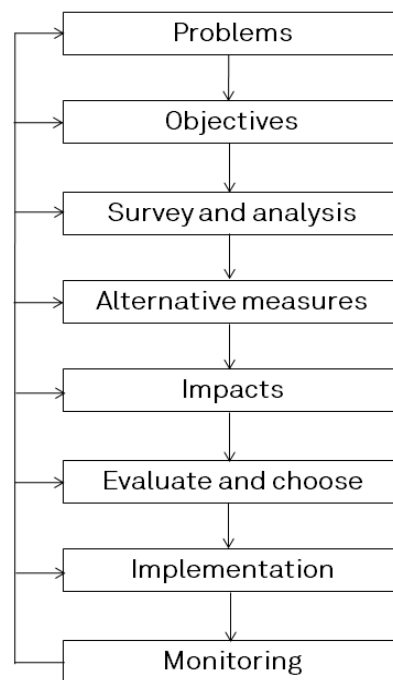 Problems
Objectives
Survey and analysis
Alternative measures
Impacts
Evaluate and choose
Implementation
Monitoring